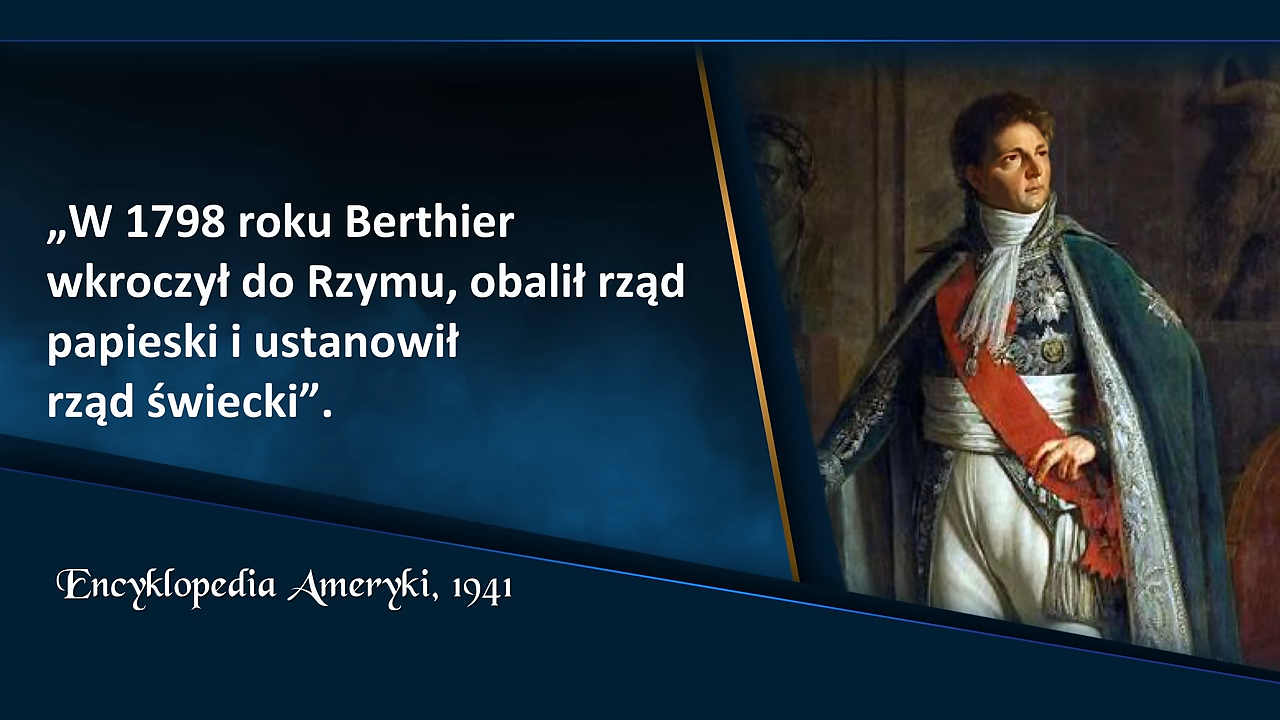 „W 1798 roku Berthier
wkroczył do Rzymu, obalił rząd
papieski i ustanowił
rząd świecki”.
Encyklopedia Ameryki, 1941